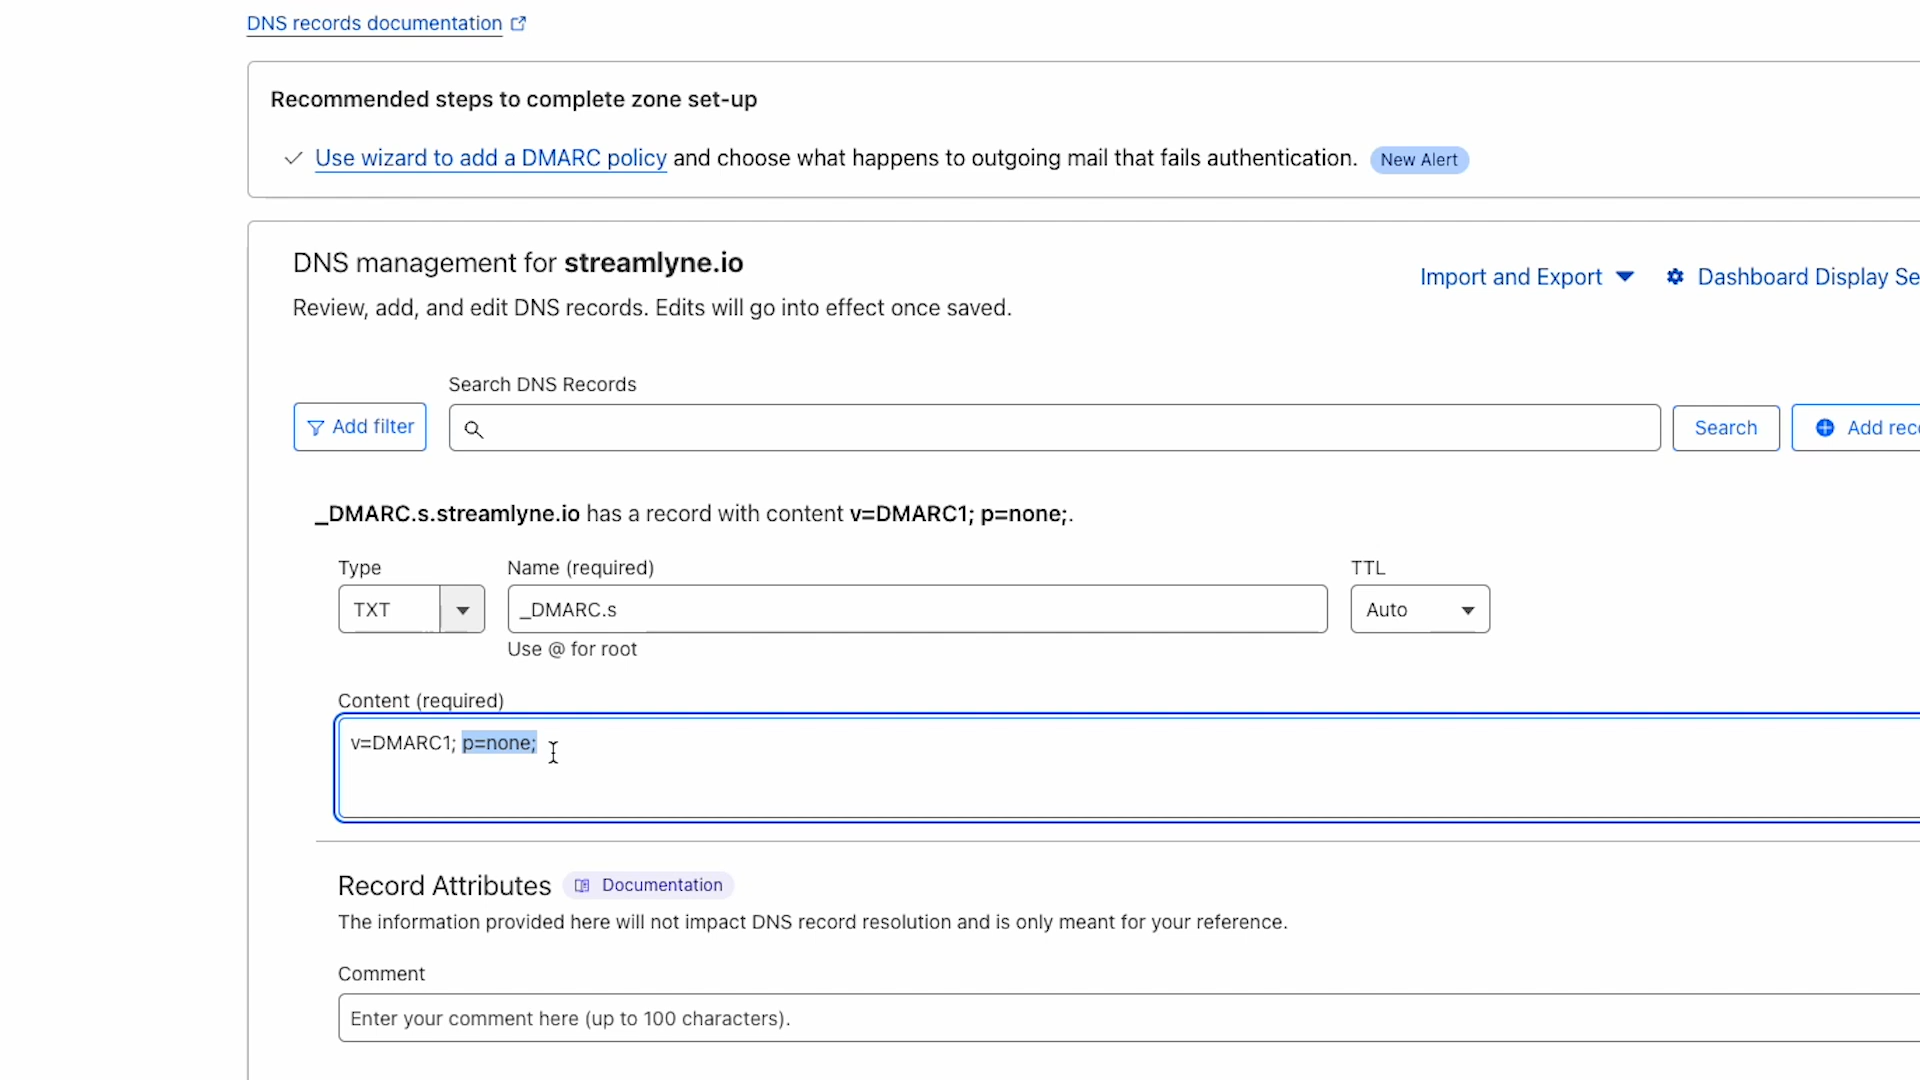 DNS records documentation
Recommended steps to complete zone set-up
Use wizard to add a DMARC policy and choose what happens to outgoing mail that fails authentication. New Alert
DNS management for streamlyne.io
Import and Export Dashboard Display Se
Review, add, and edit DNS records. Edits will go into effect once saved.
Search DNS Records
Add filter Search Add reco
_DMARC.s.streamlyne.io has a record with content v=DMARC1; p=none;.
Type Name (required) TTL
TXT _DMARC.s Auto
Use @ for root
Content (required)
v=DMARC1; p=none;
Record Attributes Documentation
The information provided here will not impact DNS record resolution and is only meant for your reference.
Comment
Enter your comment here (up to 100 characters).